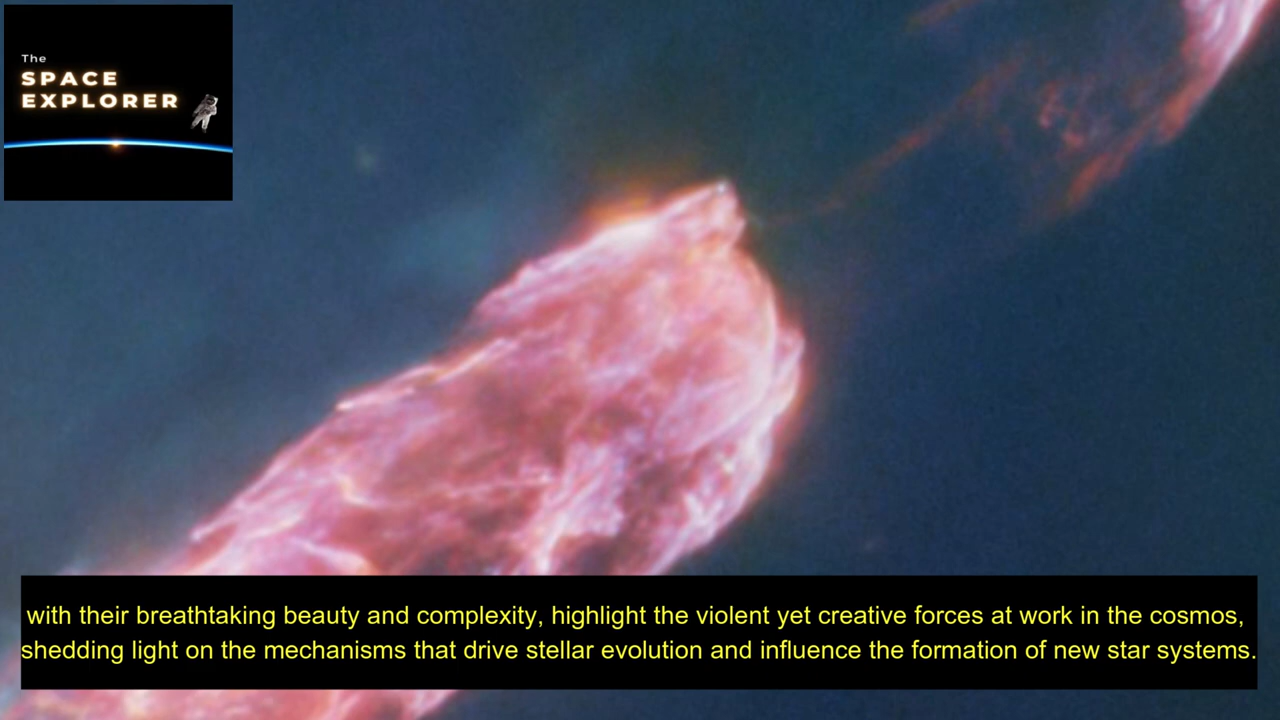 The
SPACE
EXPLORER
with their breathtaking beauty and complexity, highlight the violent yet creative forces at work in the cosmos,
shedding light on the mechanisms that drive stellar evolution and influence the formation of new star systems.